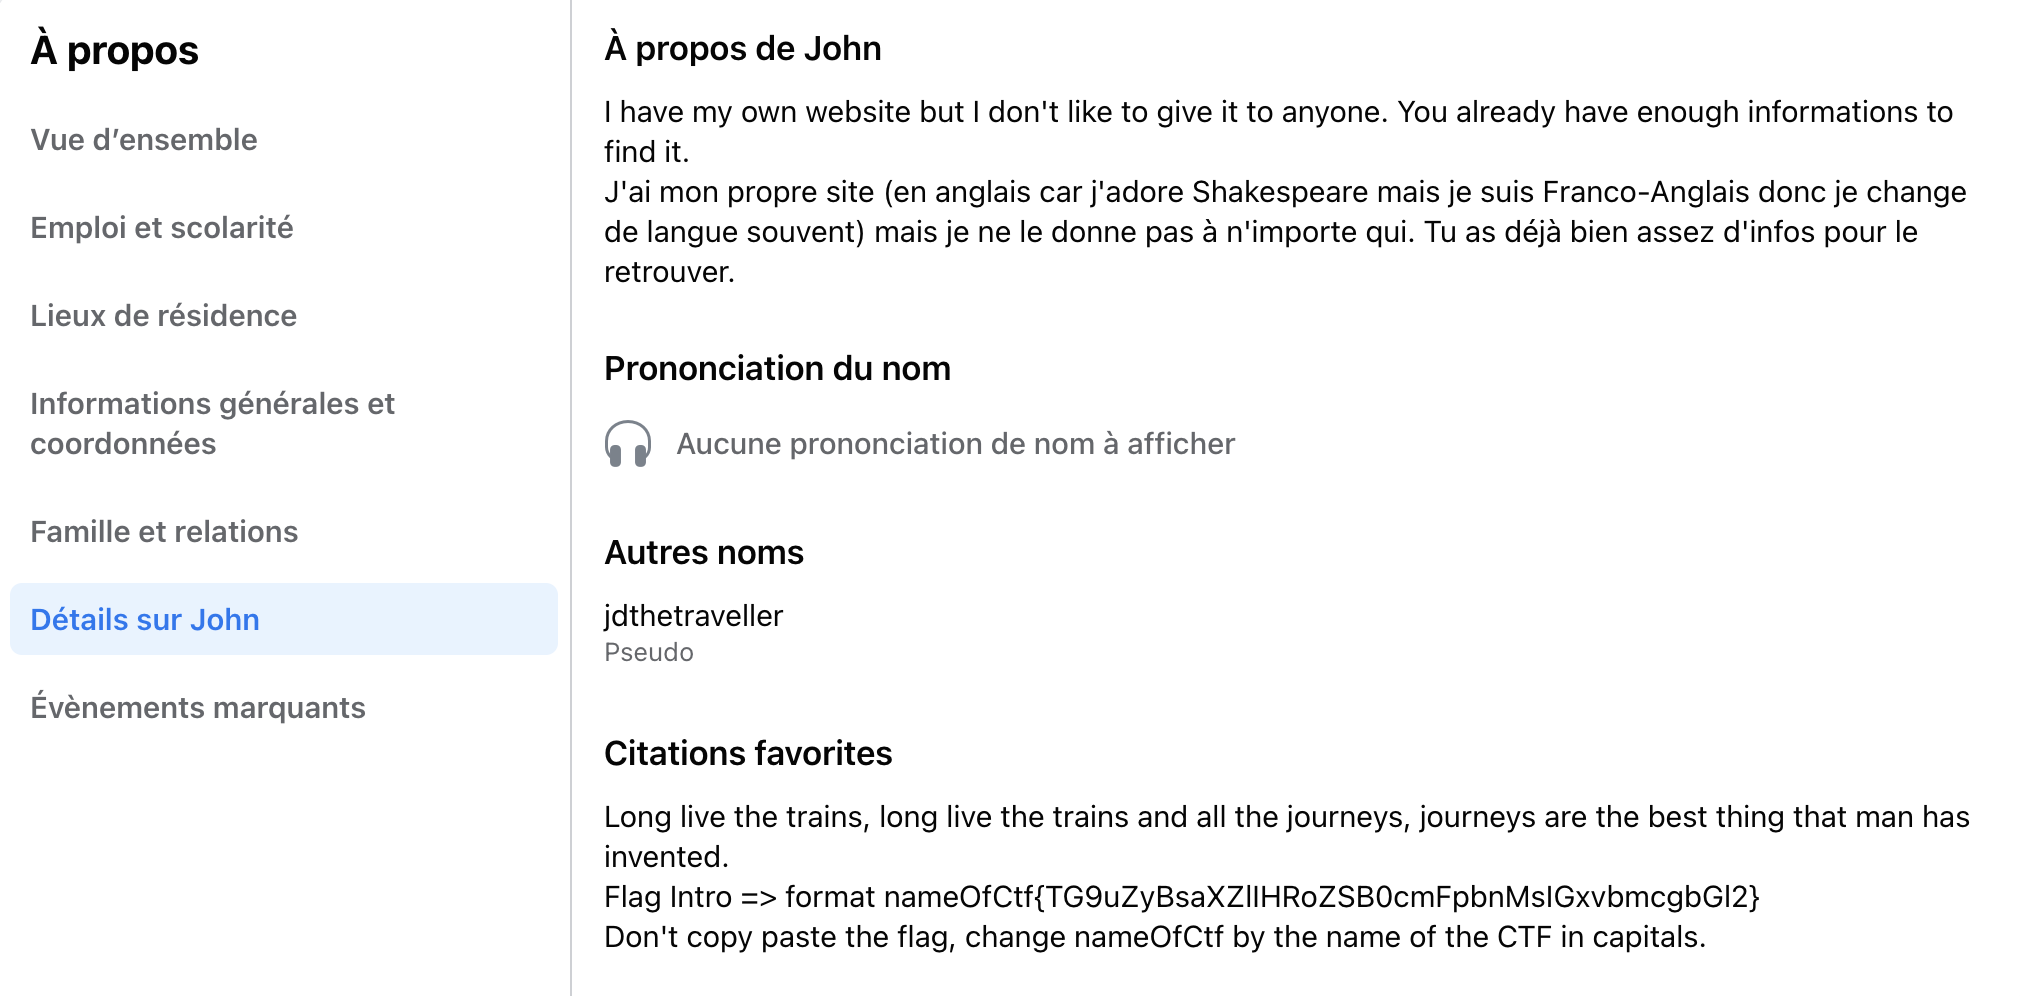 À propos
Vue d’ensemble
Emploi et scolarité
Lieux de résidence
Informations générales et
coordonnées
Famille et relations
Détails sur John
Évènements marquants
À propos de John
I have my own website but I don't like to give it to anyone. You already have enough informations to
find it.
J'ai mon propre site (en anglais car j'adore Shakespeare mais je suis Franco-Anglais donc je change
de langue souvent) mais je ne le donne pas à n'importe qui. Tu as déjà bien assez d'infos pour le
retrouver.
Prononciation du nom
Aucune prononciation de nom à afficher
Autres noms
jdthetraveller
Pseudo
Citations favorites
Long live the trains, long live the trains and all the journeys, journeys are the best thing that man has
invented.
Flag Intro => format nameOfCtf{TG9uZyBsaXZlIHRoZSB0cmFpbnMsIGxvbmcgbGl2}
Don't copy paste the flag, change nameOfCtf by the name of the CTF in capitals.